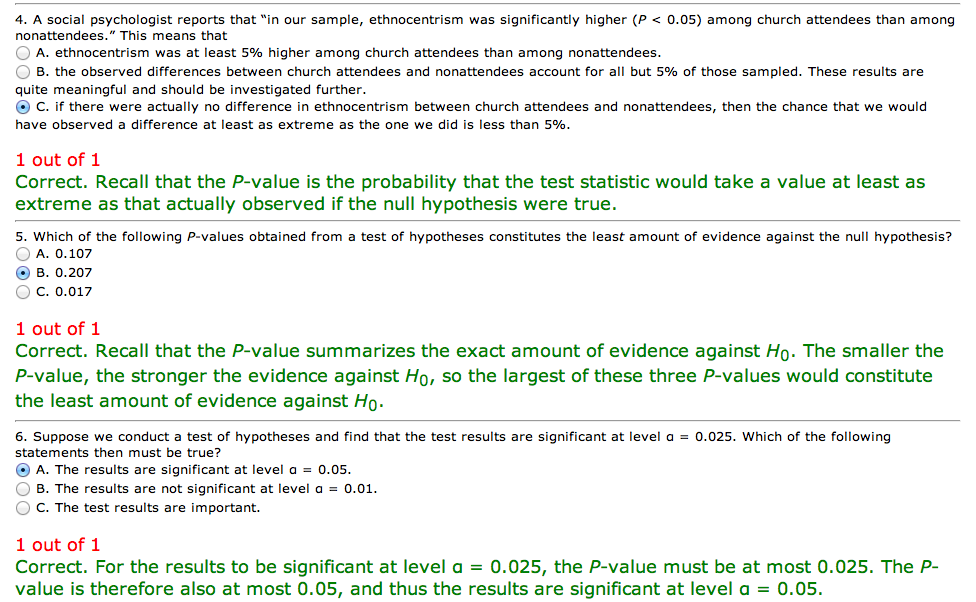 4. A social psychologist reports that "in our sample, ethnocentrism was significantly higher (P < 0.05) among church attendees than among
nonattendees." This means that
A. ethnocentrism was at least 5% higher among church attendees than among nonattendees.
B. the observed differences between church attendees and nonattendees account for all but 5% of those sampled. These results are
quite meaningful and should be investigated further.
C. if there were actually no difference in ethnocentrism between church attendees and nonattendees, then the chance that we would
have observed a difference at least as extreme as the one we did is less than 5%.
1 out of 1
Correct. Recall that the P-value is the probability that the test statistic would take a value at least as
extreme as that actually observed if the null hypothesis were true.
5. Which of the following P-values obtained from a test of hypotheses constitutes the least amount of evidence against the null hypothesis?
A. 0.107
B. 0.207
C. 0.017
1 out of 1
Correct. Recall that the P-value summarizes the exact amount of evidence against H0. The smaller the
P-value, the stronger the evidence against H0, so the largest of these three P-values would constitute
the least amount of evidence against H0.
6. Suppose we conduct a test of hypotheses and find that the test results are significant at level α = 0.025. Which of the following
statements then must be true?
A. The results are significant at level α = 0.05.
B. The results are not significant at level α = 0.01.
C. The test results are important.
1 out of 1
Correct. For the results to be significant at level α = 0.025, the P-value must be at most 0.025. The P-
value is therefore also at most 0.05, and thus the results are significant at level α = 0.05.